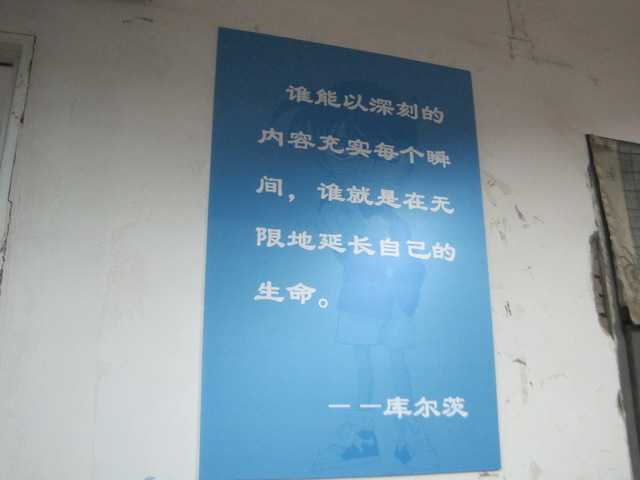 谁能以深刻的
内容充实每个瞬
间，谁就是在无
限地延长自己的
生命。
——库尔茨